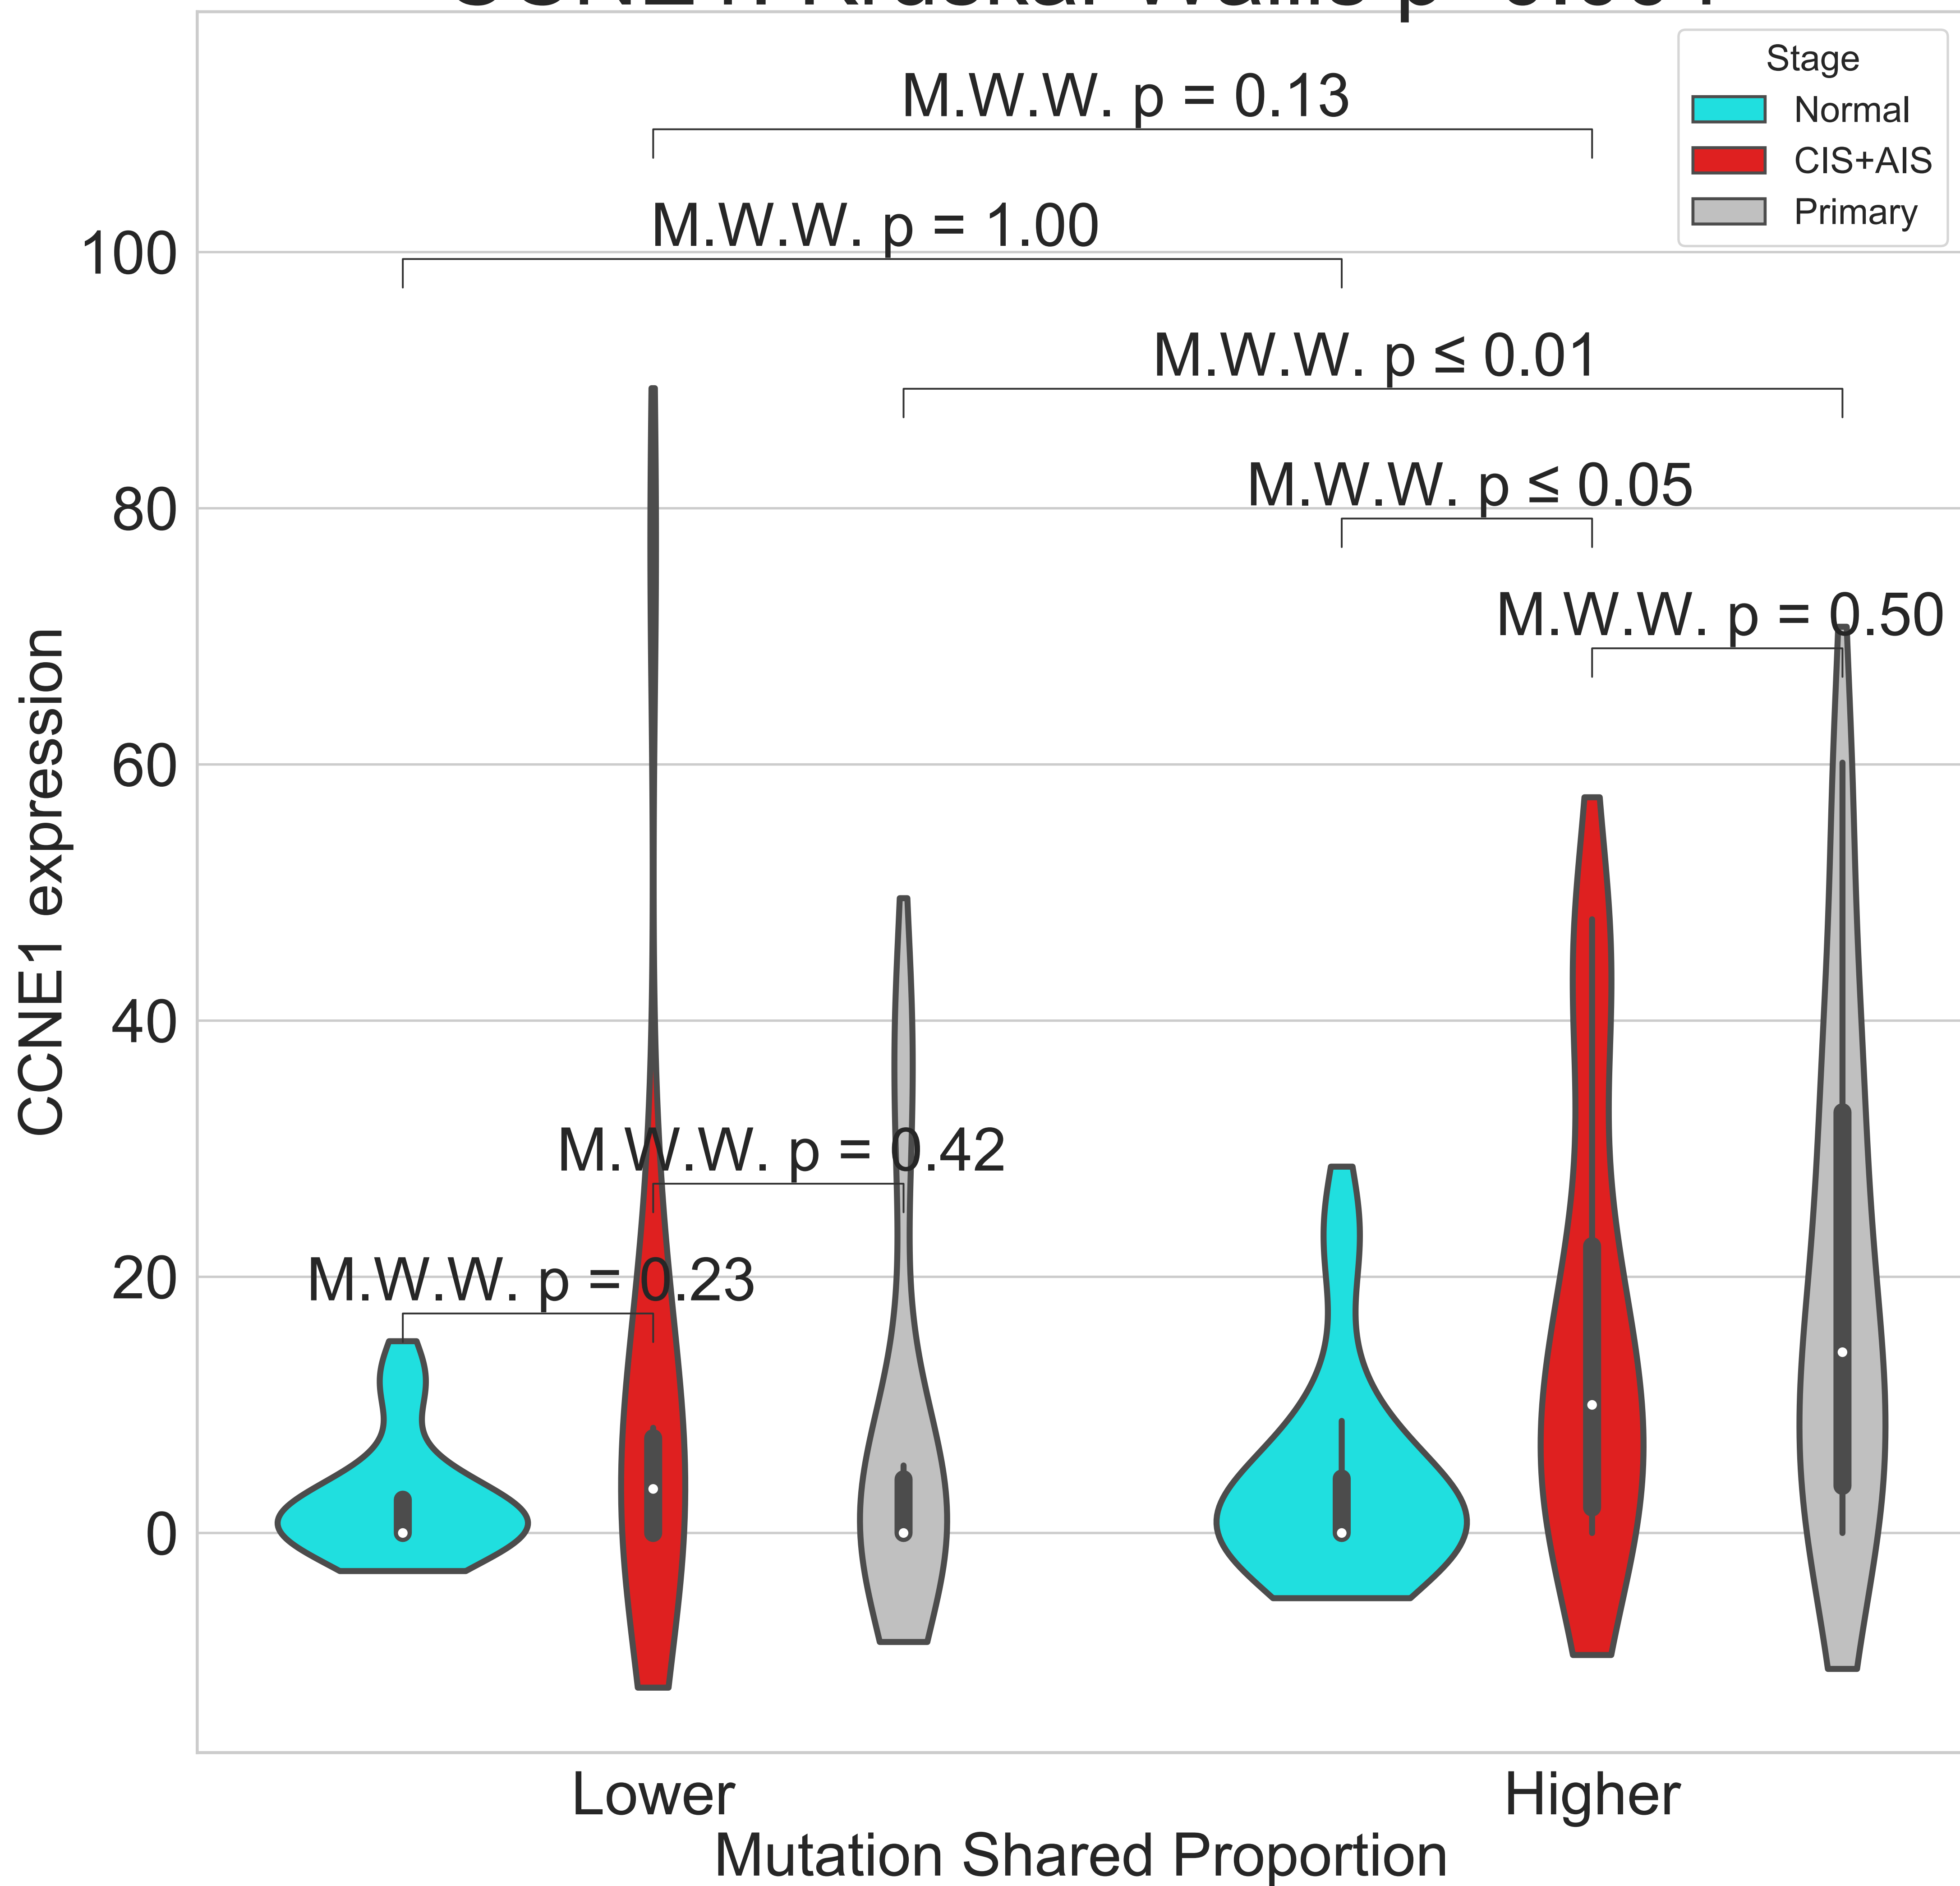 Stage
Normal
CIS+AIS
Primary
M.W.W. p = 0.13
M.W.W. p = 1.00
M.W.W. p ≤ 0.01
M.W.W. p ≤ 0.05
M.W.W. p = 0.50
M.W.W. p = 0.42
M.W.W. p = 0.23
100
80
60
40
20
0
CCNE1 expression
Lower
Higher
Mutation Shared Proportion